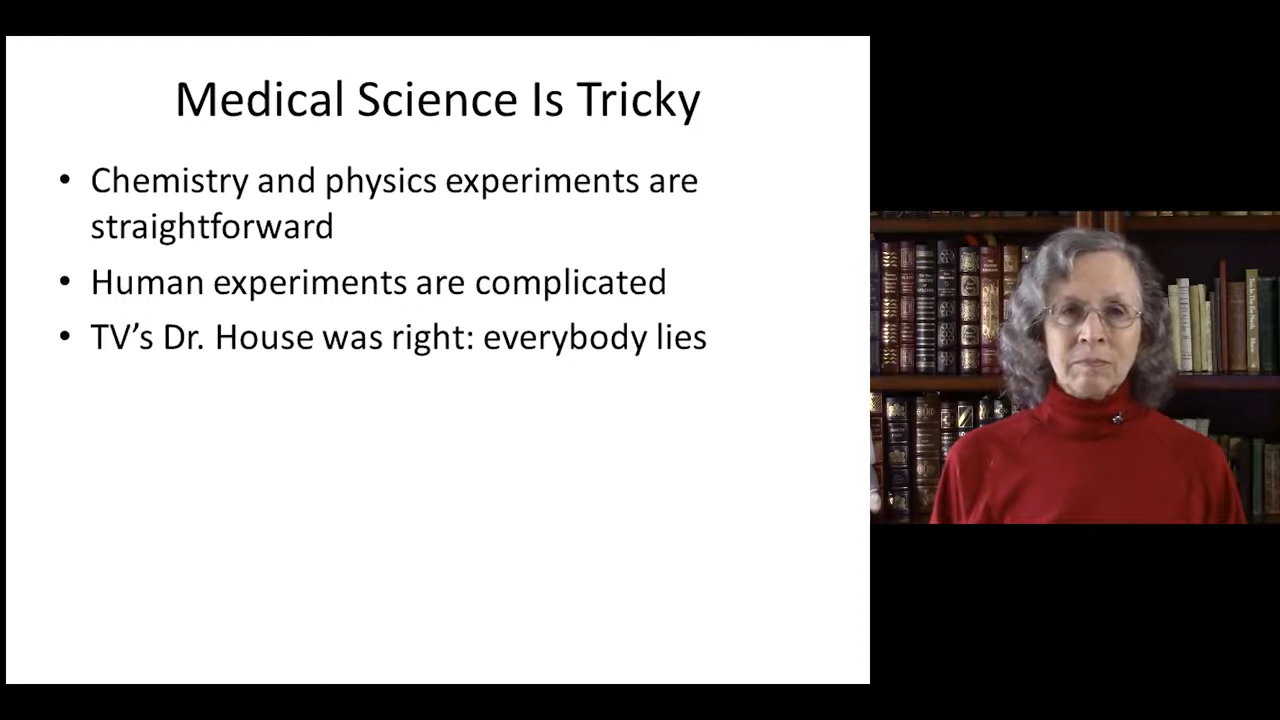 Medical Science Is Tricky
• Chemistry and physics experiments are
straightforward
• Human experiments are complicated
• TV’s Dr. House was right: everybody lies